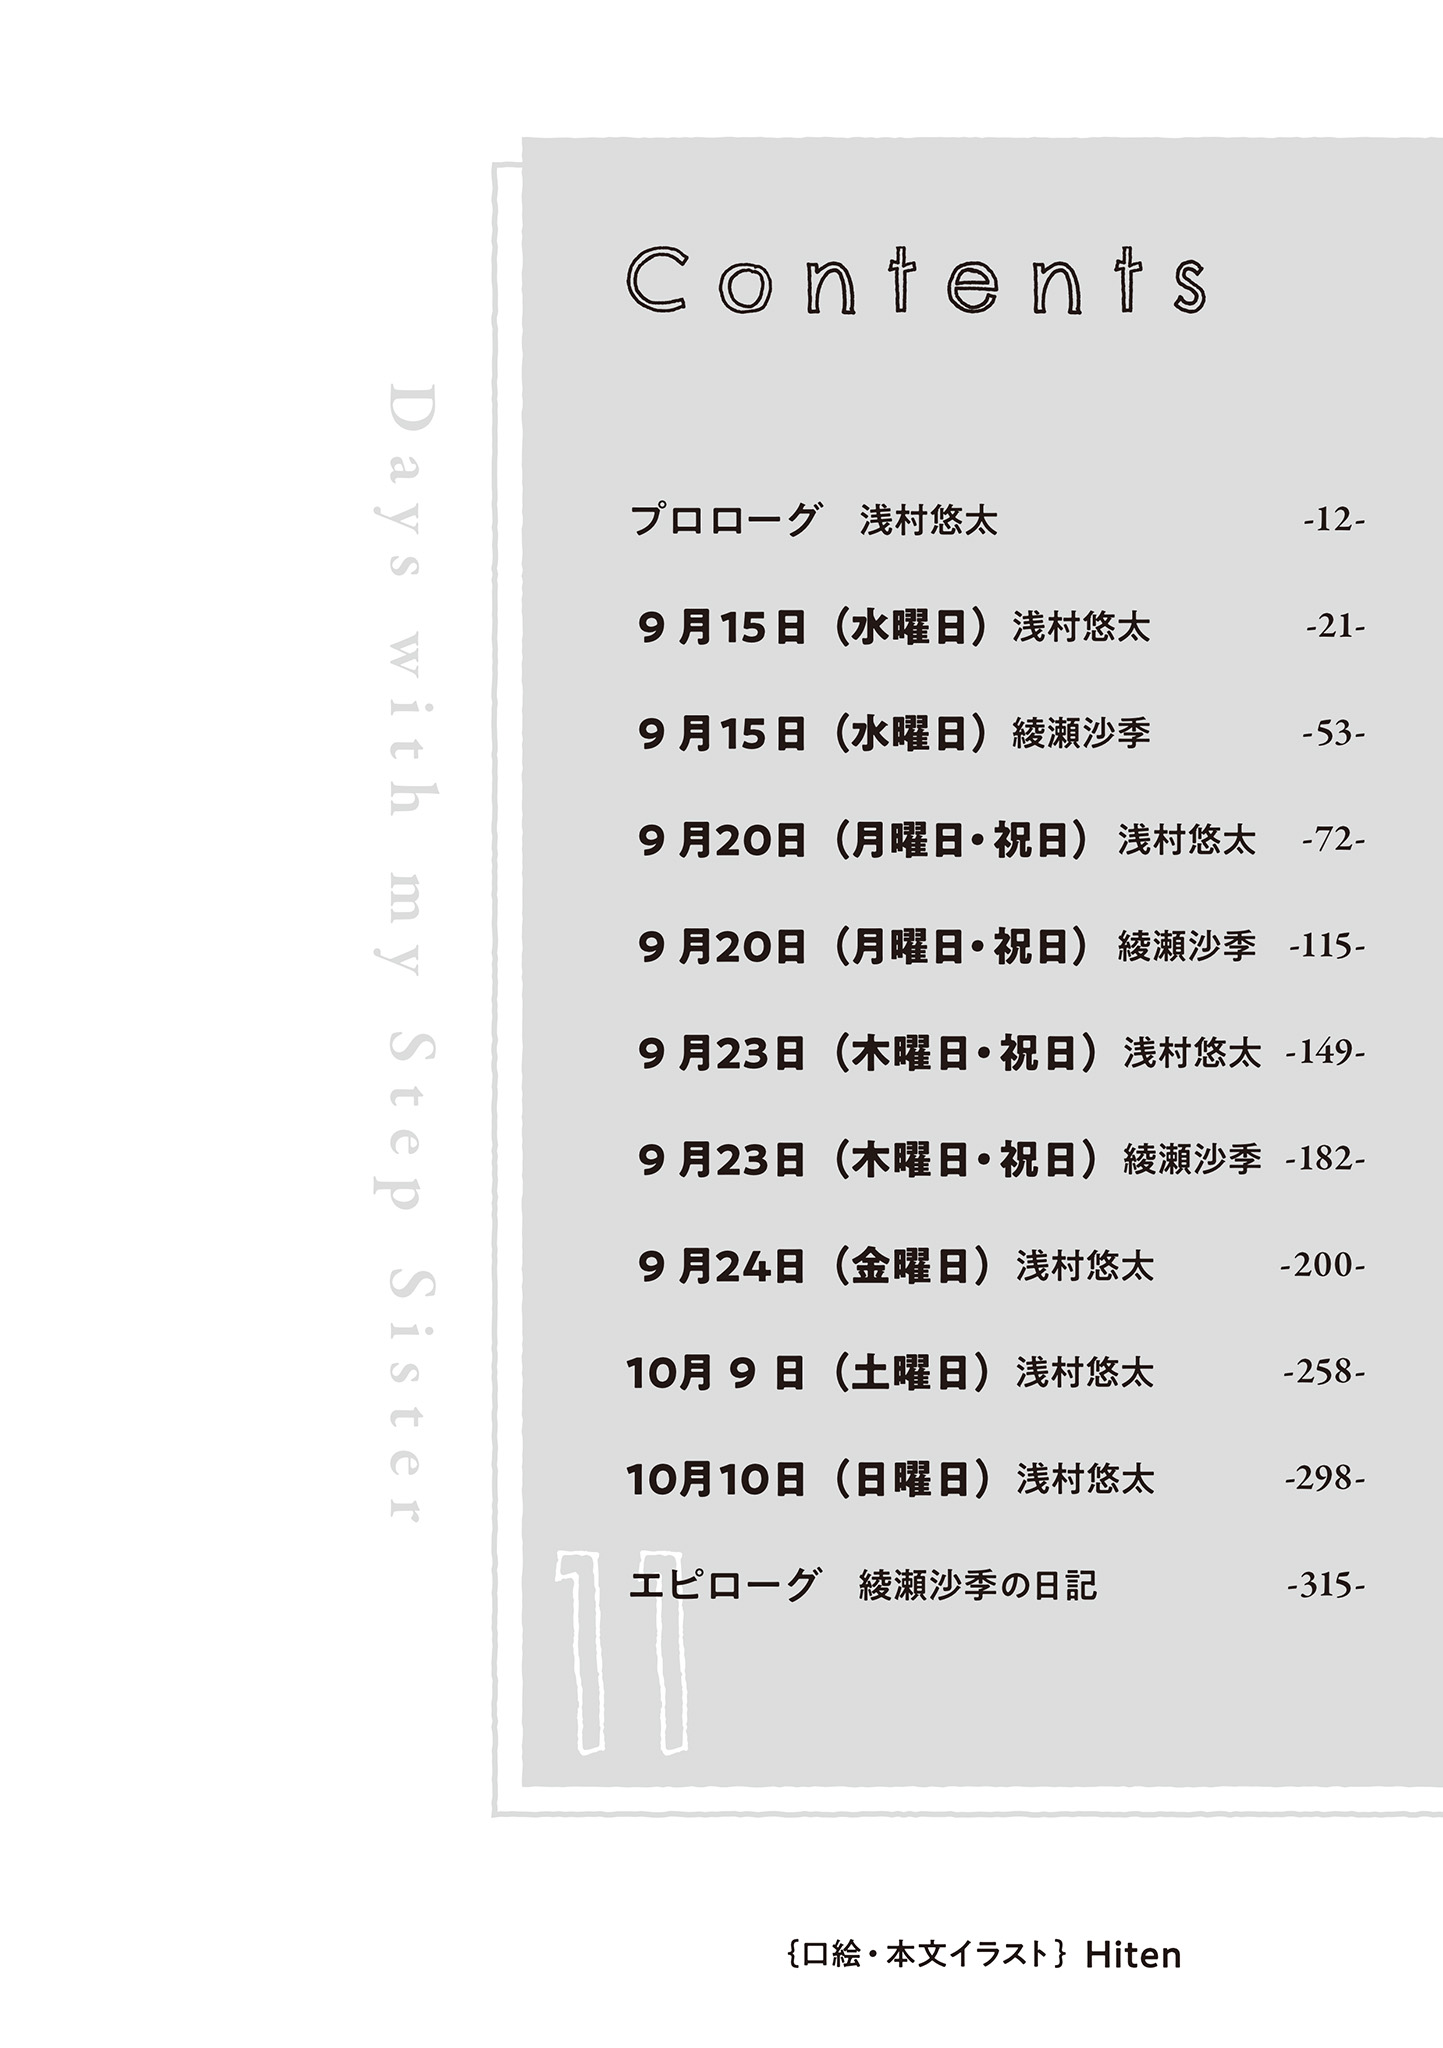 Contents
プロローグ 浅村悠太 -12-
9月15日（水曜日）浅村悠太 -21-
9月15日（水曜日）綾瀬沙季 -53-
9月20日（月曜日・祝日）浅村悠太 -72-
9月20日（月曜日・祝日）綾瀬沙季 -115-
9月23日（木曜日・祝日）浅村悠太 -149-
9月23日（木曜日・祝日）綾瀬沙季 -182-
9月24日（金曜日）浅村悠太 -200-
10月9日（土曜日）浅村悠太 -258-
10月10日（日曜日）浅村悠太 -298-
エピローグ 綾瀬沙季の日記 -315-
11
Days with my Step Sister
{口絵・本文イラスト} Hiten